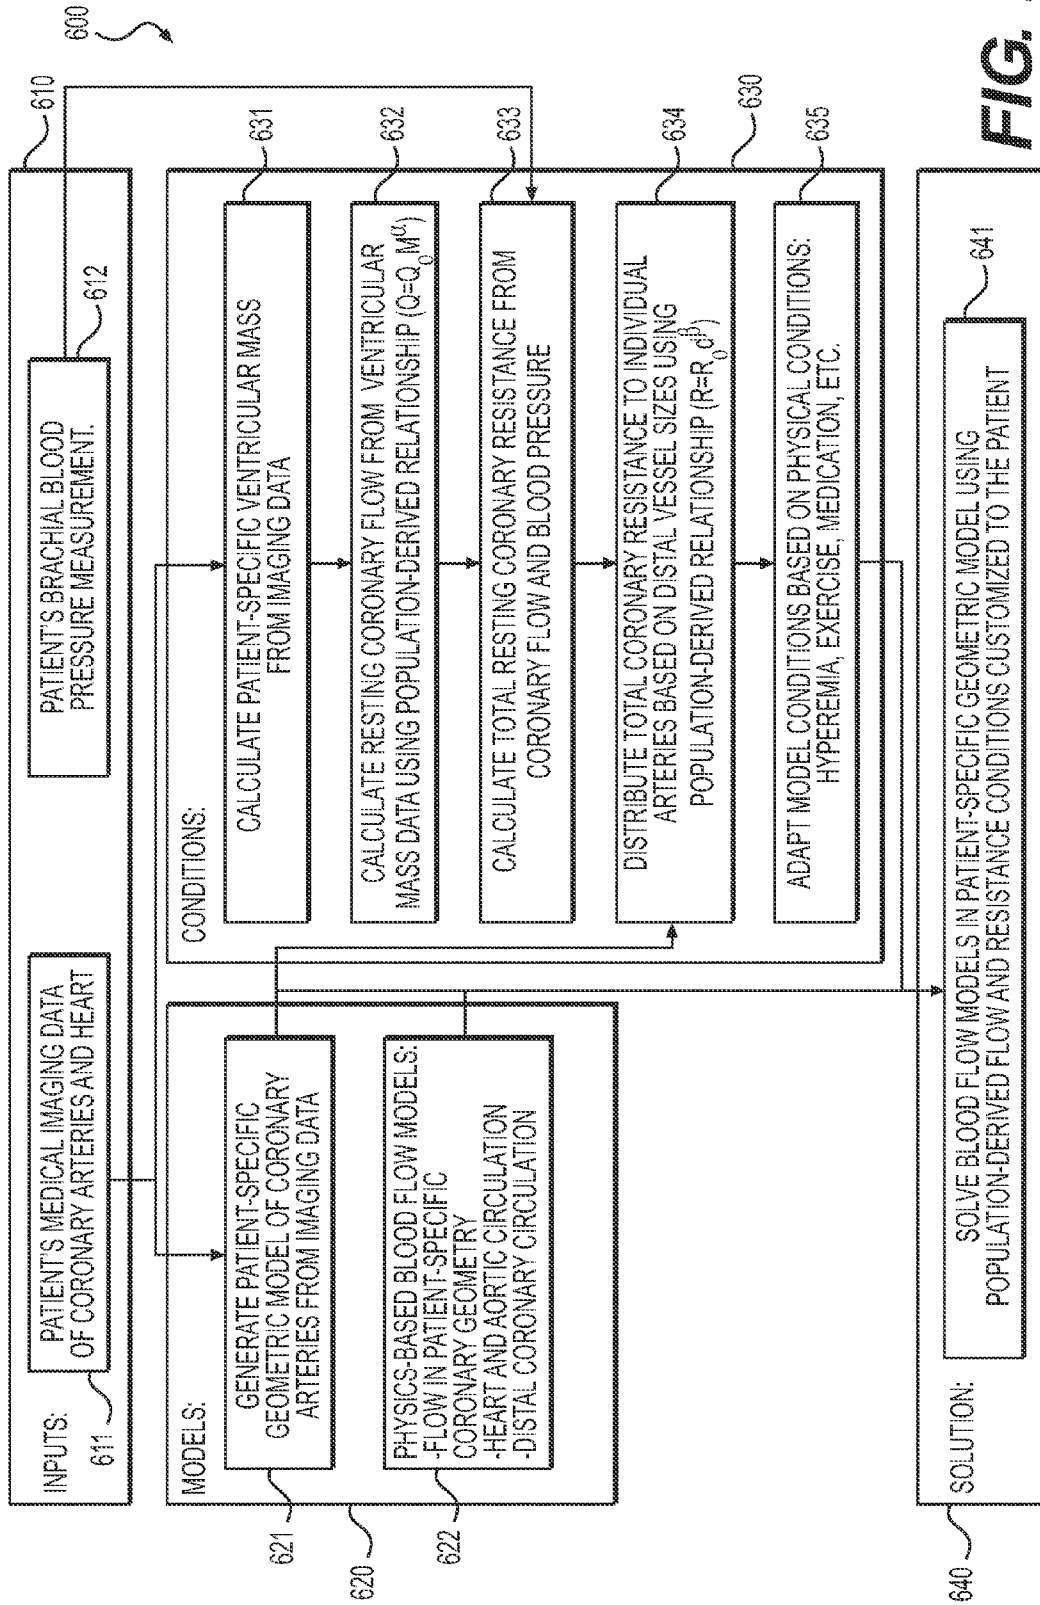 600
610
INPUTS:
PATIENT'S MEDICAL IMAGING DATA
OF CORONARY ARTERIES AND HEART
611
PATIENT'S BRACHIAL BLOOD
PRESSURE MEASUREMENT.
612
MODELS:
GENERATE PATIENT-SPECIFIC
GEOMETRIC MODEL OF CORONARY
ARTERIES FROM IMAGING DATA
621
PHYSICS-BASED BLOOD FLOW MODELS:
-FLOW IN PATIENT-SPECIFIC
CORONARY GEOMETRY
-HEART AND AORTIC CIRCULATION
-DISTAL CORONARY CIRCULATION
622
620
CONDITIONS:
CALCULATE PATIENT-SPECIFIC VENTRICULAR MASS
FROM IMAGING DATA
631
CALCULATE RESTING CORONARY FLOW FROM VENTRICULAR
MASS DATA USING POPULATION-DERIVED RELATIONSHIP (Q=Q₀Mᵅ)
632
CALCULATE TOTAL RESTING CORONARY RESISTANCE FROM
CORONARY FLOW AND BLOOD PRESSURE
633
DISTRIBUTE TOTAL CORONARY RESISTANCE TO INDIVIDUAL
ARTERIES BASED ON DISTAL VESSEL SIZES USING
POPULATION-DERIVED RELATIONSHIP (R=R₀dᵝ)
634
ADAPT MODEL CONDITIONS BASED ON PHYSICAL CONDITIONS:
HYPEREMIA, EXERCISE, MEDICATION, ETC.
635
630
SOLUTION:
SOLVE BLOOD FLOW MODELS IN PATIENT-SPECIFIC GEOMETRIC MODEL USING
POPULATION-DERIVED FLOW AND RESISTANCE CONDITIONS CUSTOMIZED TO THE PATIENT
641
640
FIG.